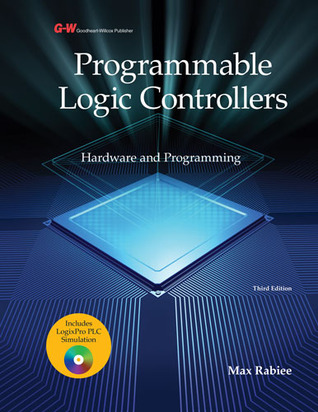 G-W Goodheart-Willcox Publisher
Programmable
Logic Controllers
Hardware and Programming
Third Edition
Includes
LogixPro PLC
Simulation
Max Rabiee